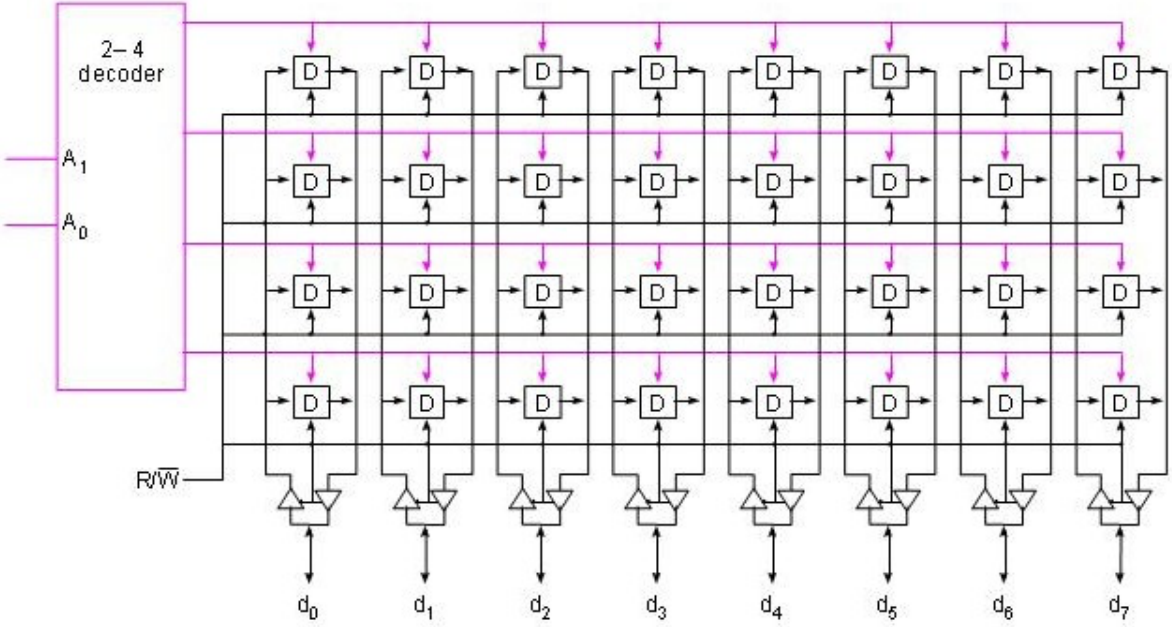 2–4
decoder
D D D D D D D D
A₁
D D D D D D D D
A₀
D D D D D D D D
D D D D D D D D
R/W̅
d₀ d₁ d₂ d₃ d₄ d₅ d₆ d₇